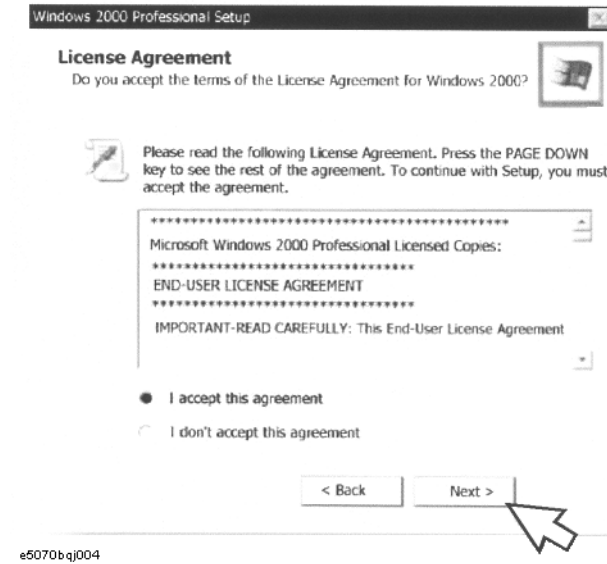 Windows 2000 Professional Setup
License Agreement
Do you accept the terms of the License Agreement for Windows 2000?
Please read the following License Agreement. Press the PAGE DOWN
key to see the rest of the agreement. To continue with Setup, you must
accept the agreement.
*********************************************
Microsoft Windows 2000 Professional Licensed Copies:
*********************************
END-USER LICENSE AGREEMENT
*********************************
IMPORTANT-READ CAREFULLY: This End-User License Agreement
I accept this agreement
I don't accept this agreement
< Back
Next >
e5070bqj004